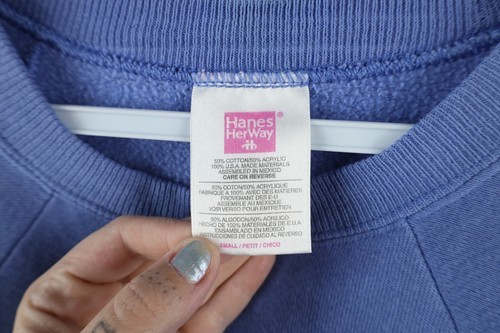 Hanes
HerWay
®
50% COTTON/50% ACRYLIC
100% U.S.A. MADE MATERIALS
ASSEMBLED IN MEXICO
CARE ON REVERSE
50% COTON/50% ACRYLIQUE
FABRIQUE A 100% AVEC DES MATIERES
PROVENANT DES E-U
ASSEMBLE AU MEXIQUE
VOIR VERSO POUR ENTRETIEN
50% ALGODON/50% ACRILICO
HECHO DE 100% MATERIALES DE E.U.A
ENSAMBLADO EN MEXICO
INSTRUCCIONES DE CUIDADO AL REVERSO
SMALL / PETIT / CHICO